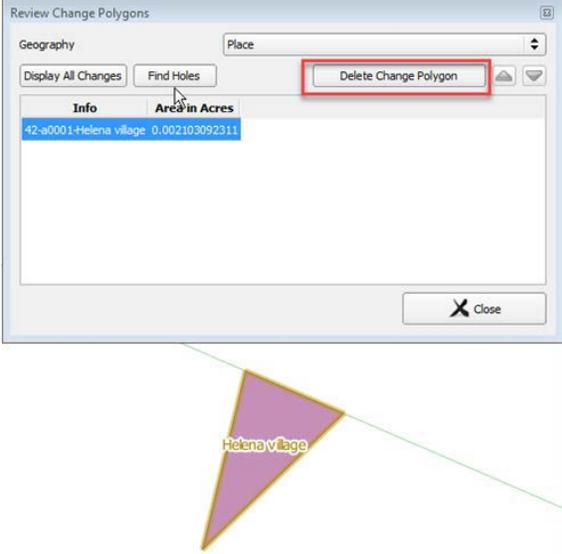 Review Change Polygons
Geography Place
Display All Changes Find Holes Delete Change Polygon
Info Area in Acres
42-a0001-Helena village 0.002103092311
Close
Helena village